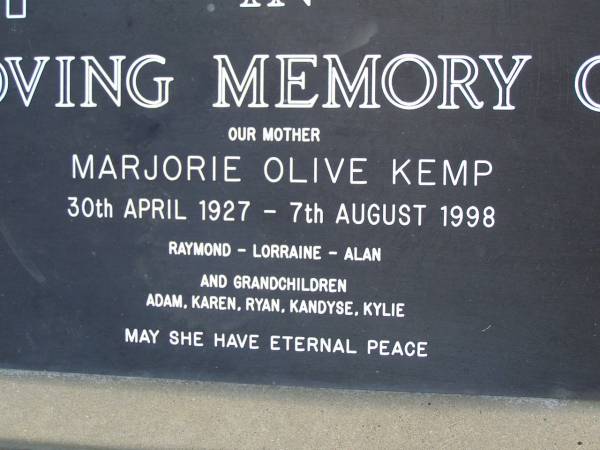 IN
OVING MEMORY O
OUR MOTHER
MARJORIE OLIVE KEMP
30th APRIL 1927 - 7th AUGUST 1998
RAYMOND - LORRAINE - ALAN
AND GRANDCHILDREN
ADAM, KAREN, RYAN, KANDYSE, KYLIE
MAY SHE HAVE ETERNAL PEACE